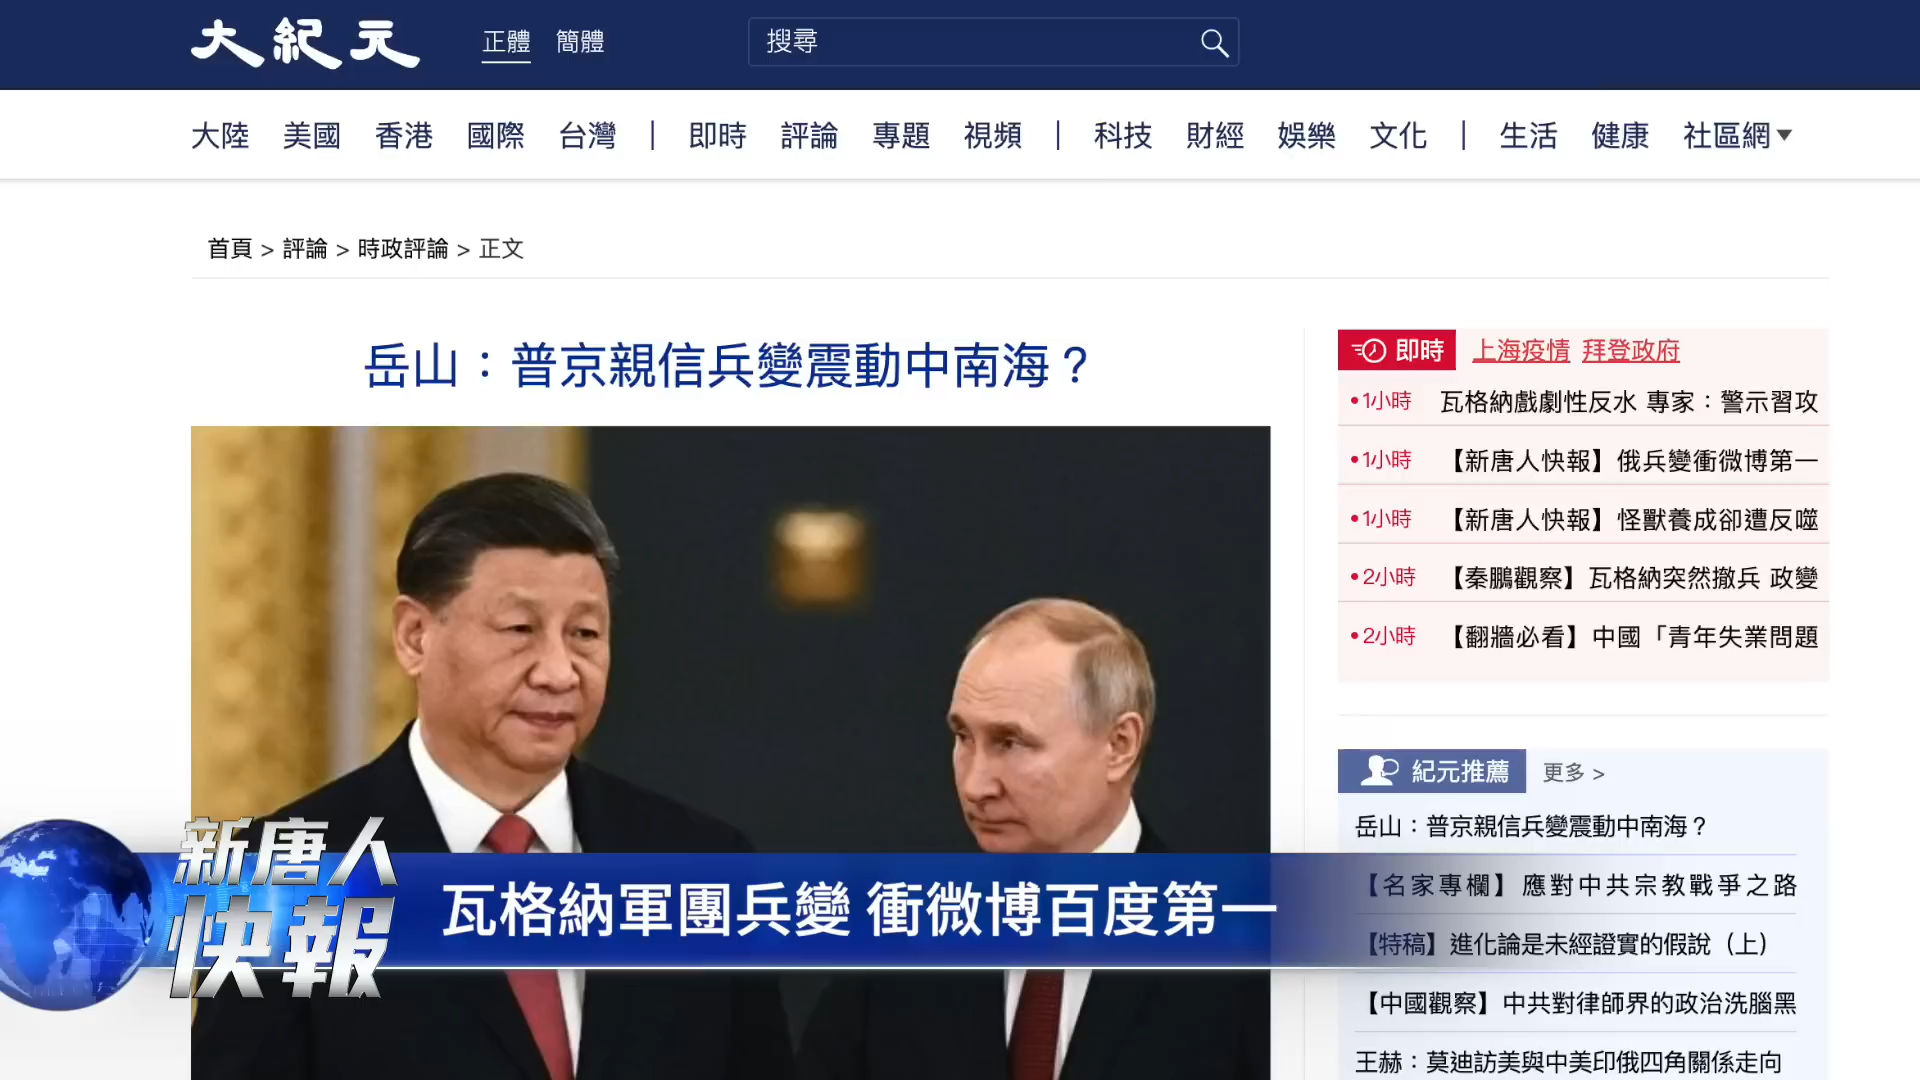 大紀元
正體 簡體
搜尋
大陸 美國 香港 國際 台灣 | 即時 評論 專題 視頻 | 科技 財經 娛樂 文化 | 生活 健康 社區網
首頁 > 評論 > 時政評論 > 正文
岳山：普京親信兵變震動中南海？
即時 上海疫情 拜登政府
•1小時 瓦格納戲劇性反水 專家：警示習攻
•1小時 【新唐人快報】俄兵變衝微博第一
•1小時 【新唐人快報】怪獸養成卻遭反噬
•2小時 【秦鵬觀察】瓦格納突然撤兵 政變
•2小時 【翻牆必看】中國「青年失業問題
紀元推薦 更多 >
岳山：普京親信兵變震動中南海？
【名家專欄】應對中共宗教戰爭之路
【特稿】進化論是未經證實的假說（上）
【中國觀察】中共對律師界的政治洗腦黑
王赫：莫迪訪美與中美印俄四角關係走向
新唐人
快報
瓦格納軍團兵變 衝微博百度第一